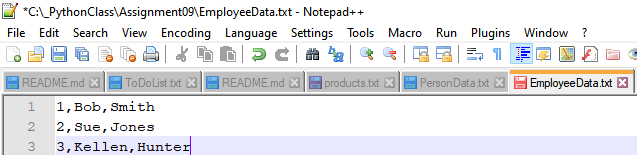 *C:\_PythonClass\Assignment09\EmployeeData.txt - Notepad++
File Edit Search View Encoding Language Settings Tools Macro Run Plugins Window ?
README.md ToDoList.txt README.md products.txt PersonData.txt EmployeeData.txt
1 1,Bob,Smith
2 2,Sue,Jones
3 3,Kellen,Hunter